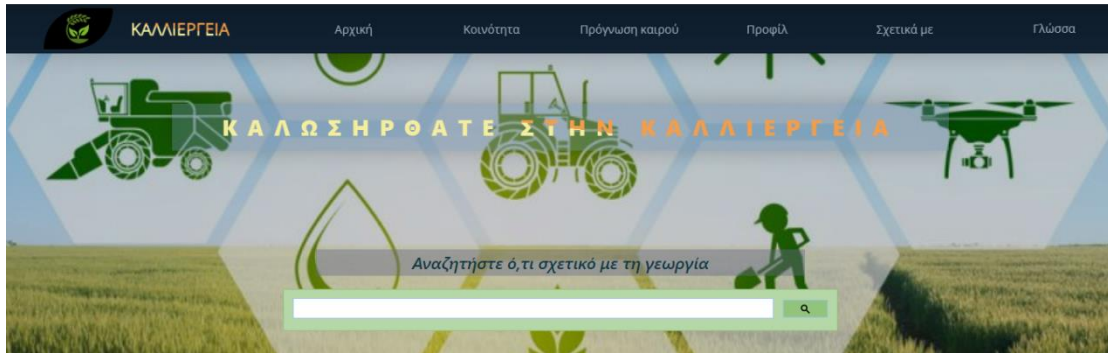 ΚΑΛΛΙΕΡΓΕΙΑ Αρχική Κοινότητα Πρόγνωση καιρού Προφίλ Σχετικά με Γλώσσα
ΚΑΛΩΣΗΡΘΑΤΕ ΣΤΗΝ ΚΑΛΛΙΕΡΓΕΙΑ
Αναζητήστε ό,τι σχετικό με τη γεωργία